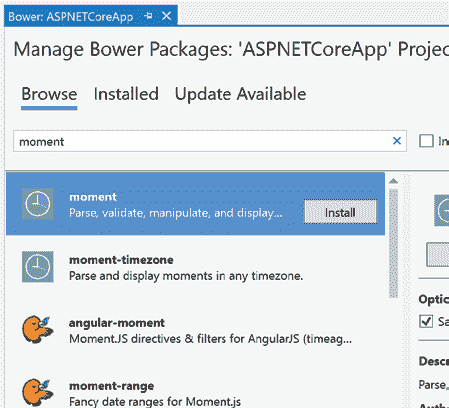 Bower: ASPNETCoreApp
Manage Bower Packages: 'ASPNETCoreApp' Projec
Browse Installed Update Available
moment
In
moment
Parse, validate, manipulate, and display...
Install
moment-timezone
Parse and display moments in any timezone.
Optic
angular-moment
Sa
Moment.JS directives & filters for AngularJS (timeag...
Descr
moment-range
Parse,
Fancy date ranges for Moment.js